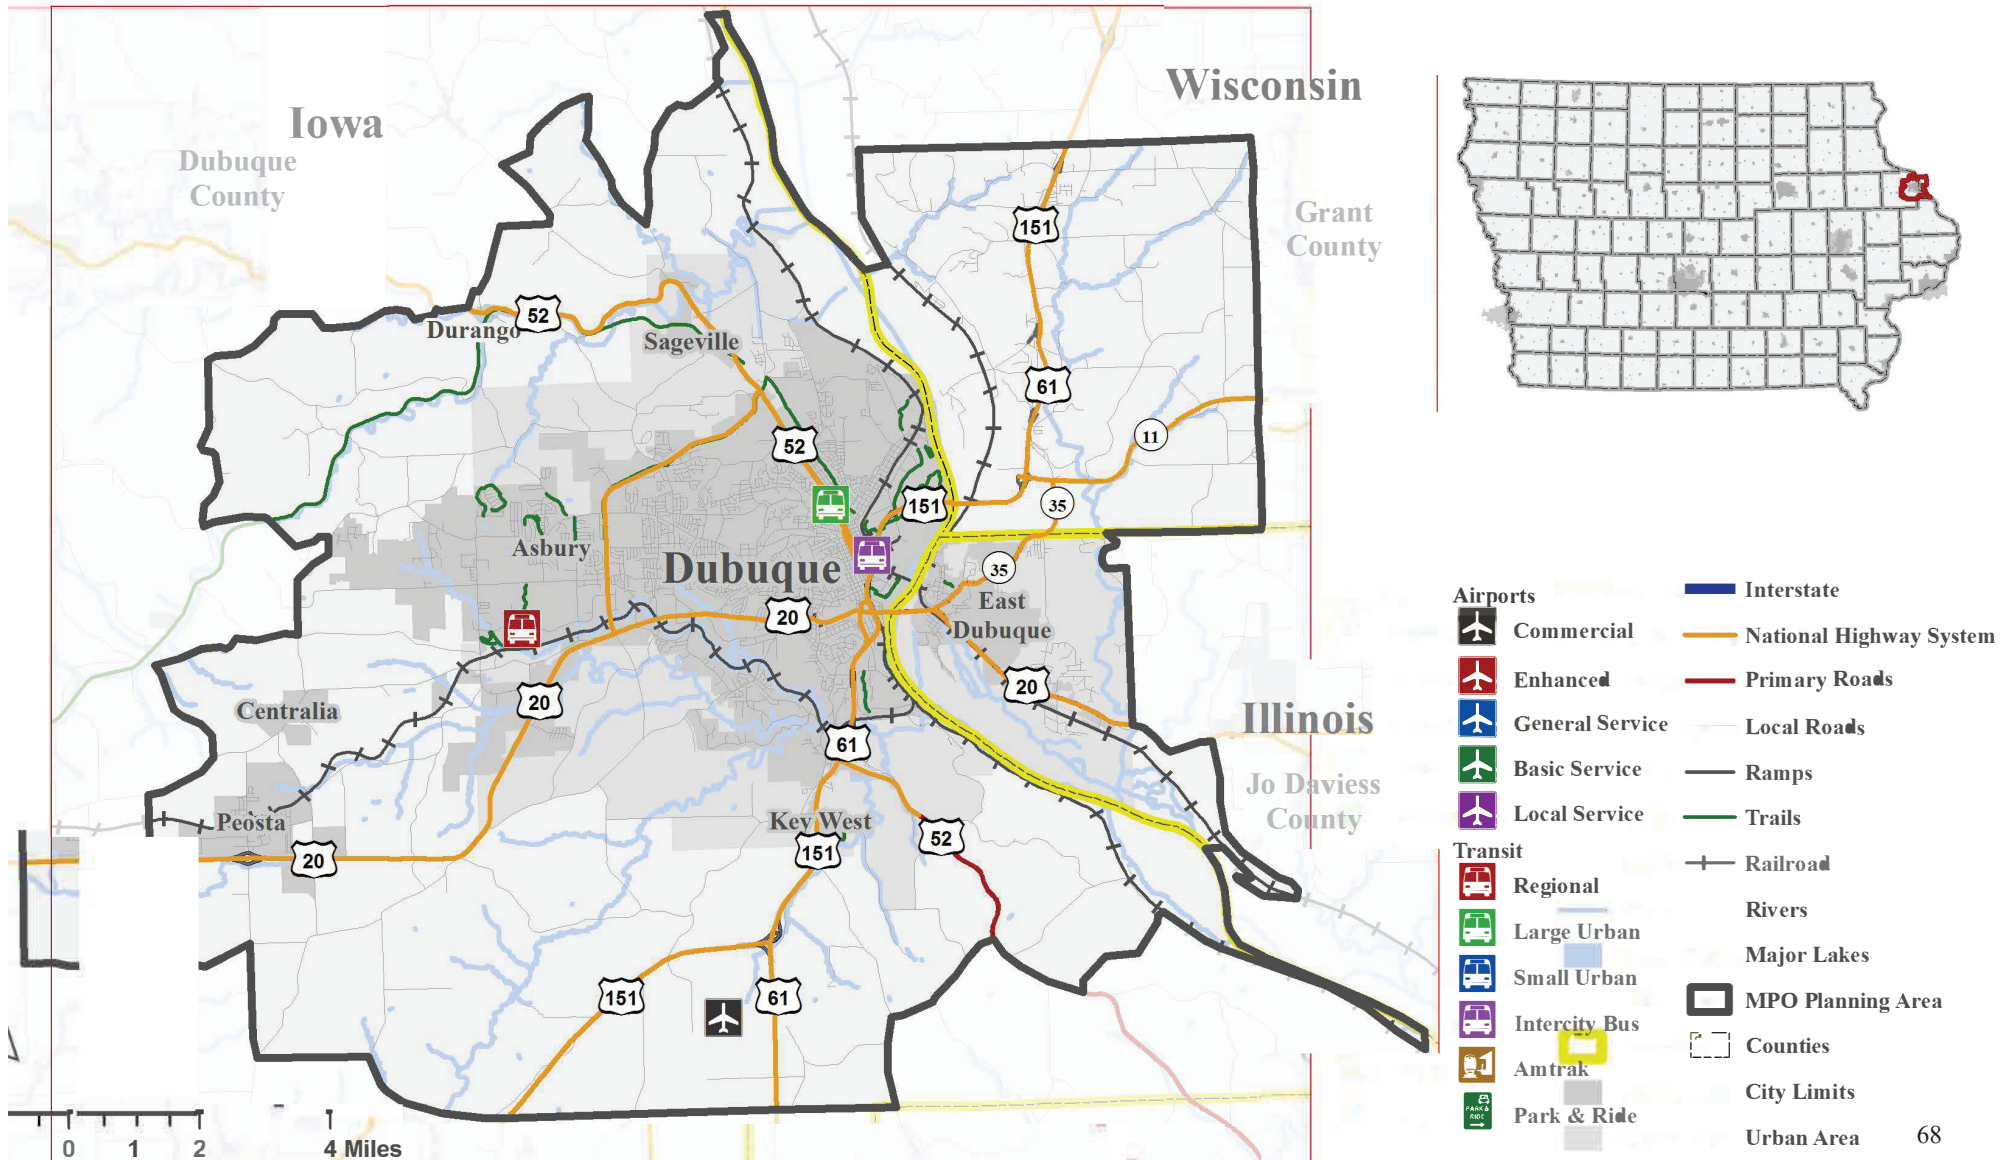 Wisconsin
Iowa
Dubuque
County
Grant
County
151
52
Durango
Sageville
61
11
52
151
35
Asbury
Dubuque
35
East
Dubuque
20
20
20
Centralia
Illinois
61
Jo Daviess
County
Peosta
Key West
52
151
20
151
61
0 1 2 4 Miles
Airports
Commercial
Enhanced
General Service
Basic Service
Local Service
Transit
Regional
Large Urban
Small Urban
Intercity Bus
Amtrak
PARK &
RIDE
Park & Ride
Interstate
National Highway System
Primary Roads
Local Roads
Ramps
Trails
Railroad
Rivers
Major Lakes
MPO Planning Area
Counties
City Limits
Urban Area
68